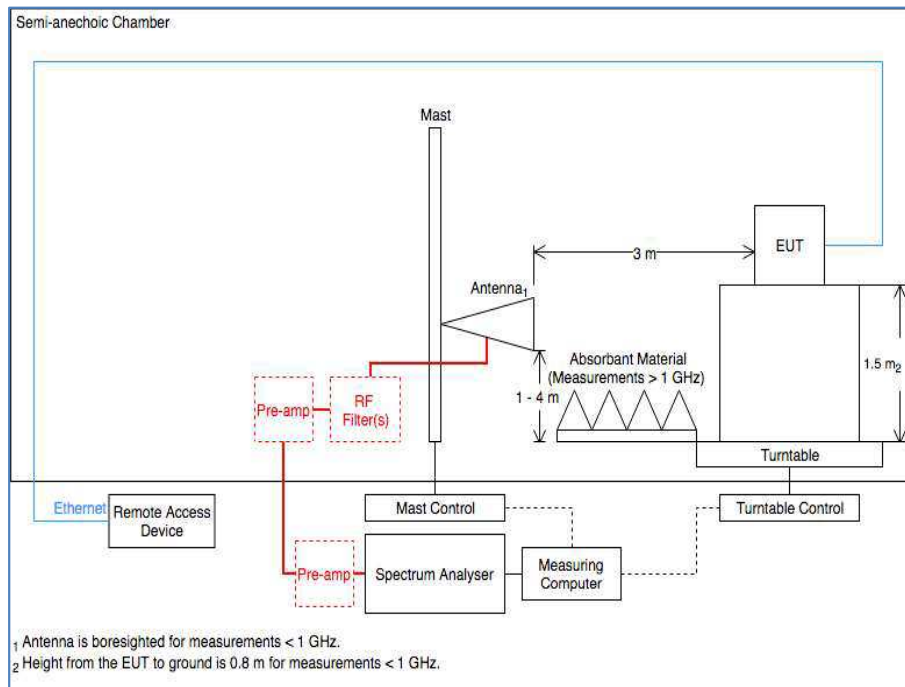 Semi-anechoic Chamber
Mast
EUT
3 m
Antenna1
1.5 m2
Absorbant Material
(Measurements > 1 GHz)
1 - 4 m
Pre-amp
RF
Filter(s)
Turntable
Ethernet
Remote Access
Device
Mast Control
Turntable Control
Pre-amp
Spectrum Analyser
Measuring
Computer
1 Antenna is boresighted for measurements < 1 GHz.
2 Height from the EUT to ground is 0.8 m for measurements < 1 GHz.